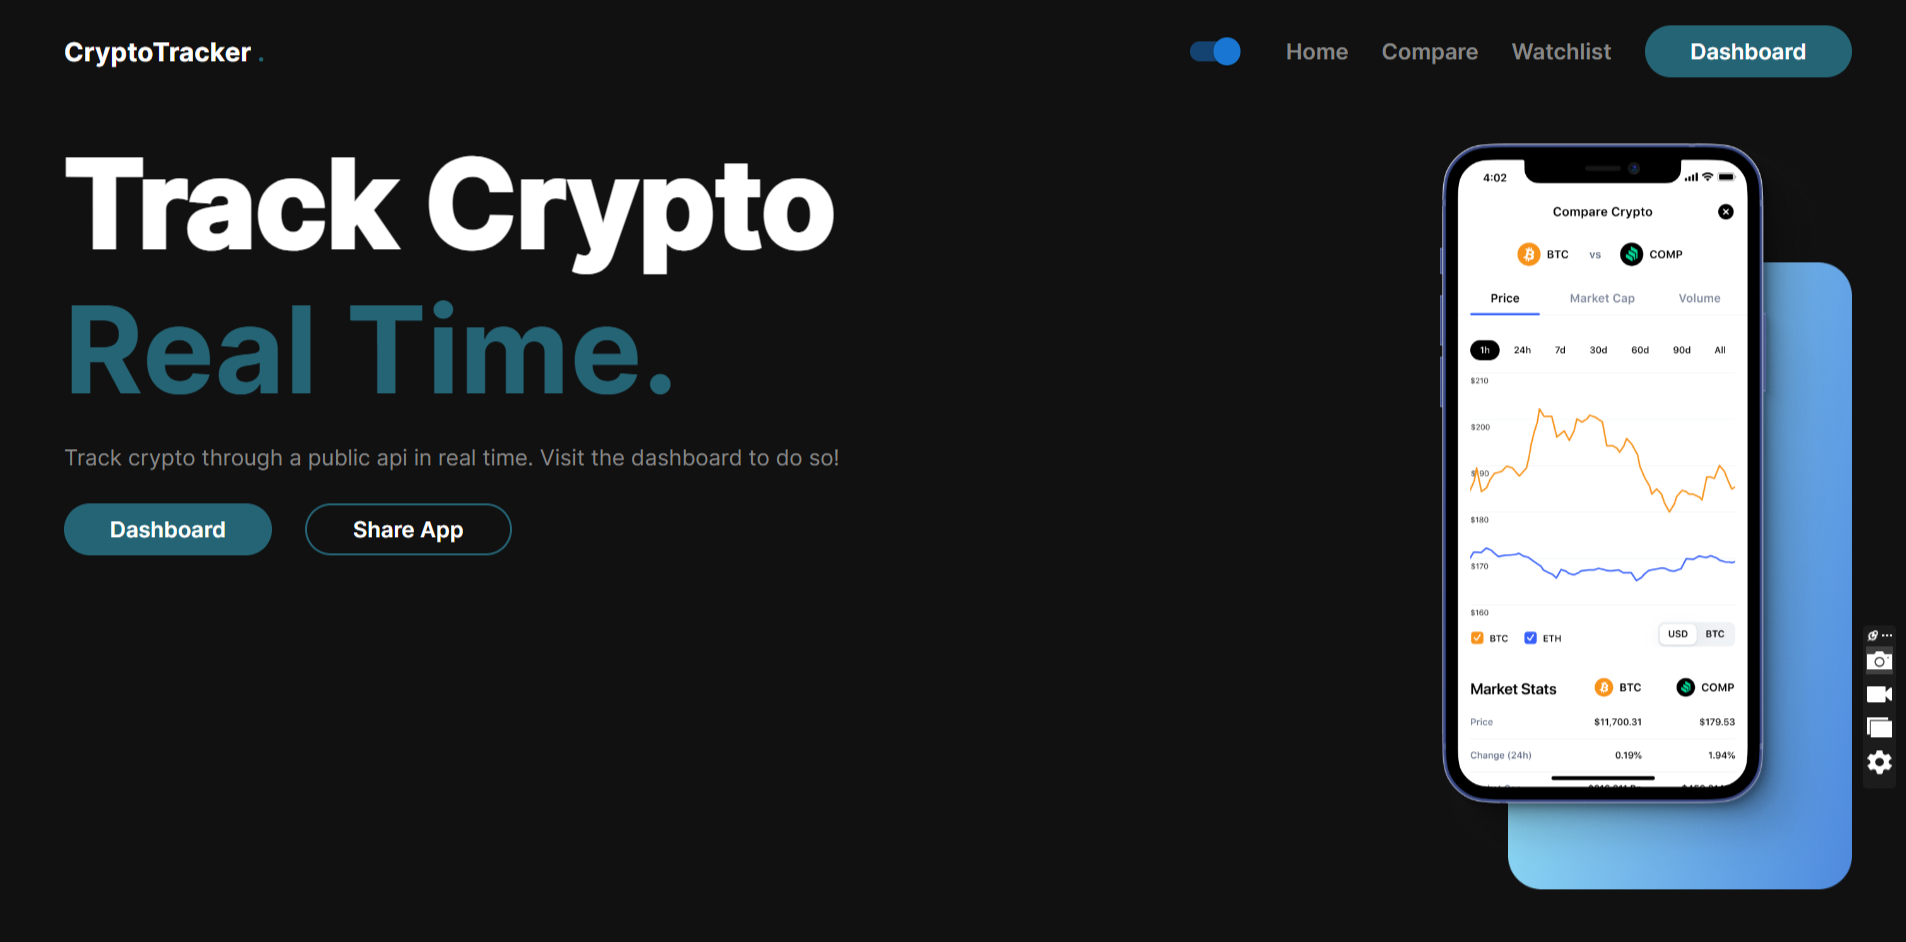 CryptoTracker .
Home Compare Watchlist Dashboard
Track Crypto
Real Time.
Track crypto through a public api in real time. Visit the dashboard to do so!
Dashboard Share App
4:02
Compare Crypto
BTC vs COMP
Price Market Cap Volume
1h 24h 7d 30d 60d 90d All
$210
$200
$190
$180
$170
$160
BTC ETH USD BTC
Market Stats BTC COMP
Price $11,700.31 $179.53
Change (24h) 0.19% 1.94%